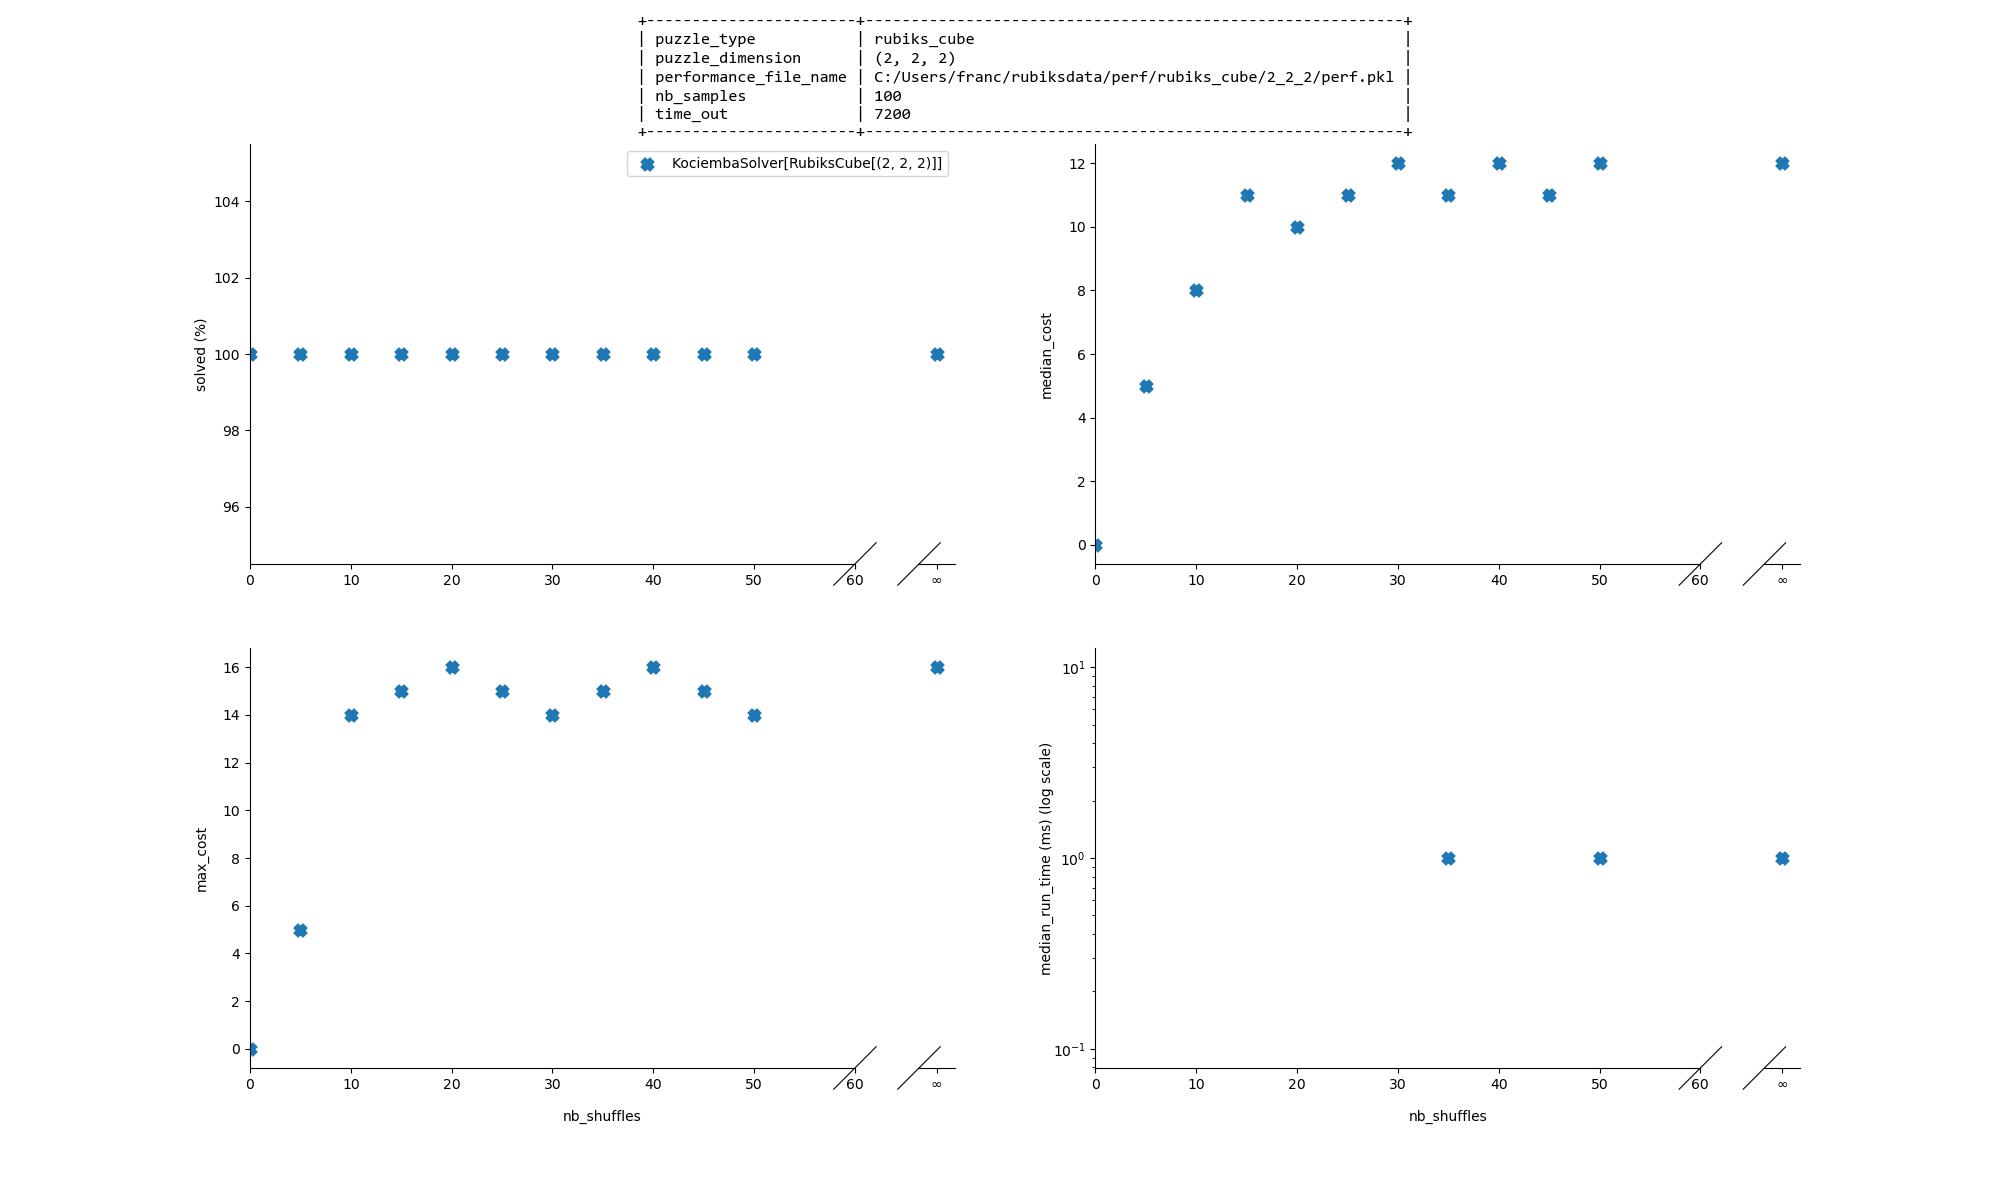 +-----------------------+-----------------------------------------------------------+
| puzzle_type           | rubiks_cube                                               |
| puzzle_dimension      | (2, 2, 2)                                                 |
| performance_file_name | C:/Users/franc/rubiksdata/perf/rubiks_cube/2_2_2/perf.pkl |
| nb_samples            | 100                                                       |
| time_out              | 7200                                                      |
+-----------------------+-----------------------------------------------------------+
KociembaSolver[RubiksCube[(2, 2, 2)]]
solved (%)
104
102
100
98
96
0 10 20 30 40 50 60 ∞
median_cost
12
10
8
6
4
2
0
0 10 20 30 40 50 60 ∞
max_cost
16
14
12
10
8
6
4
2
0
0 10 20 30 40 50 60 ∞
nb_shuffles
median_run_time (ms) (log scale)
10¹
10⁰
10⁻¹
0 10 20 30 40 50 60 ∞
nb_shuffles